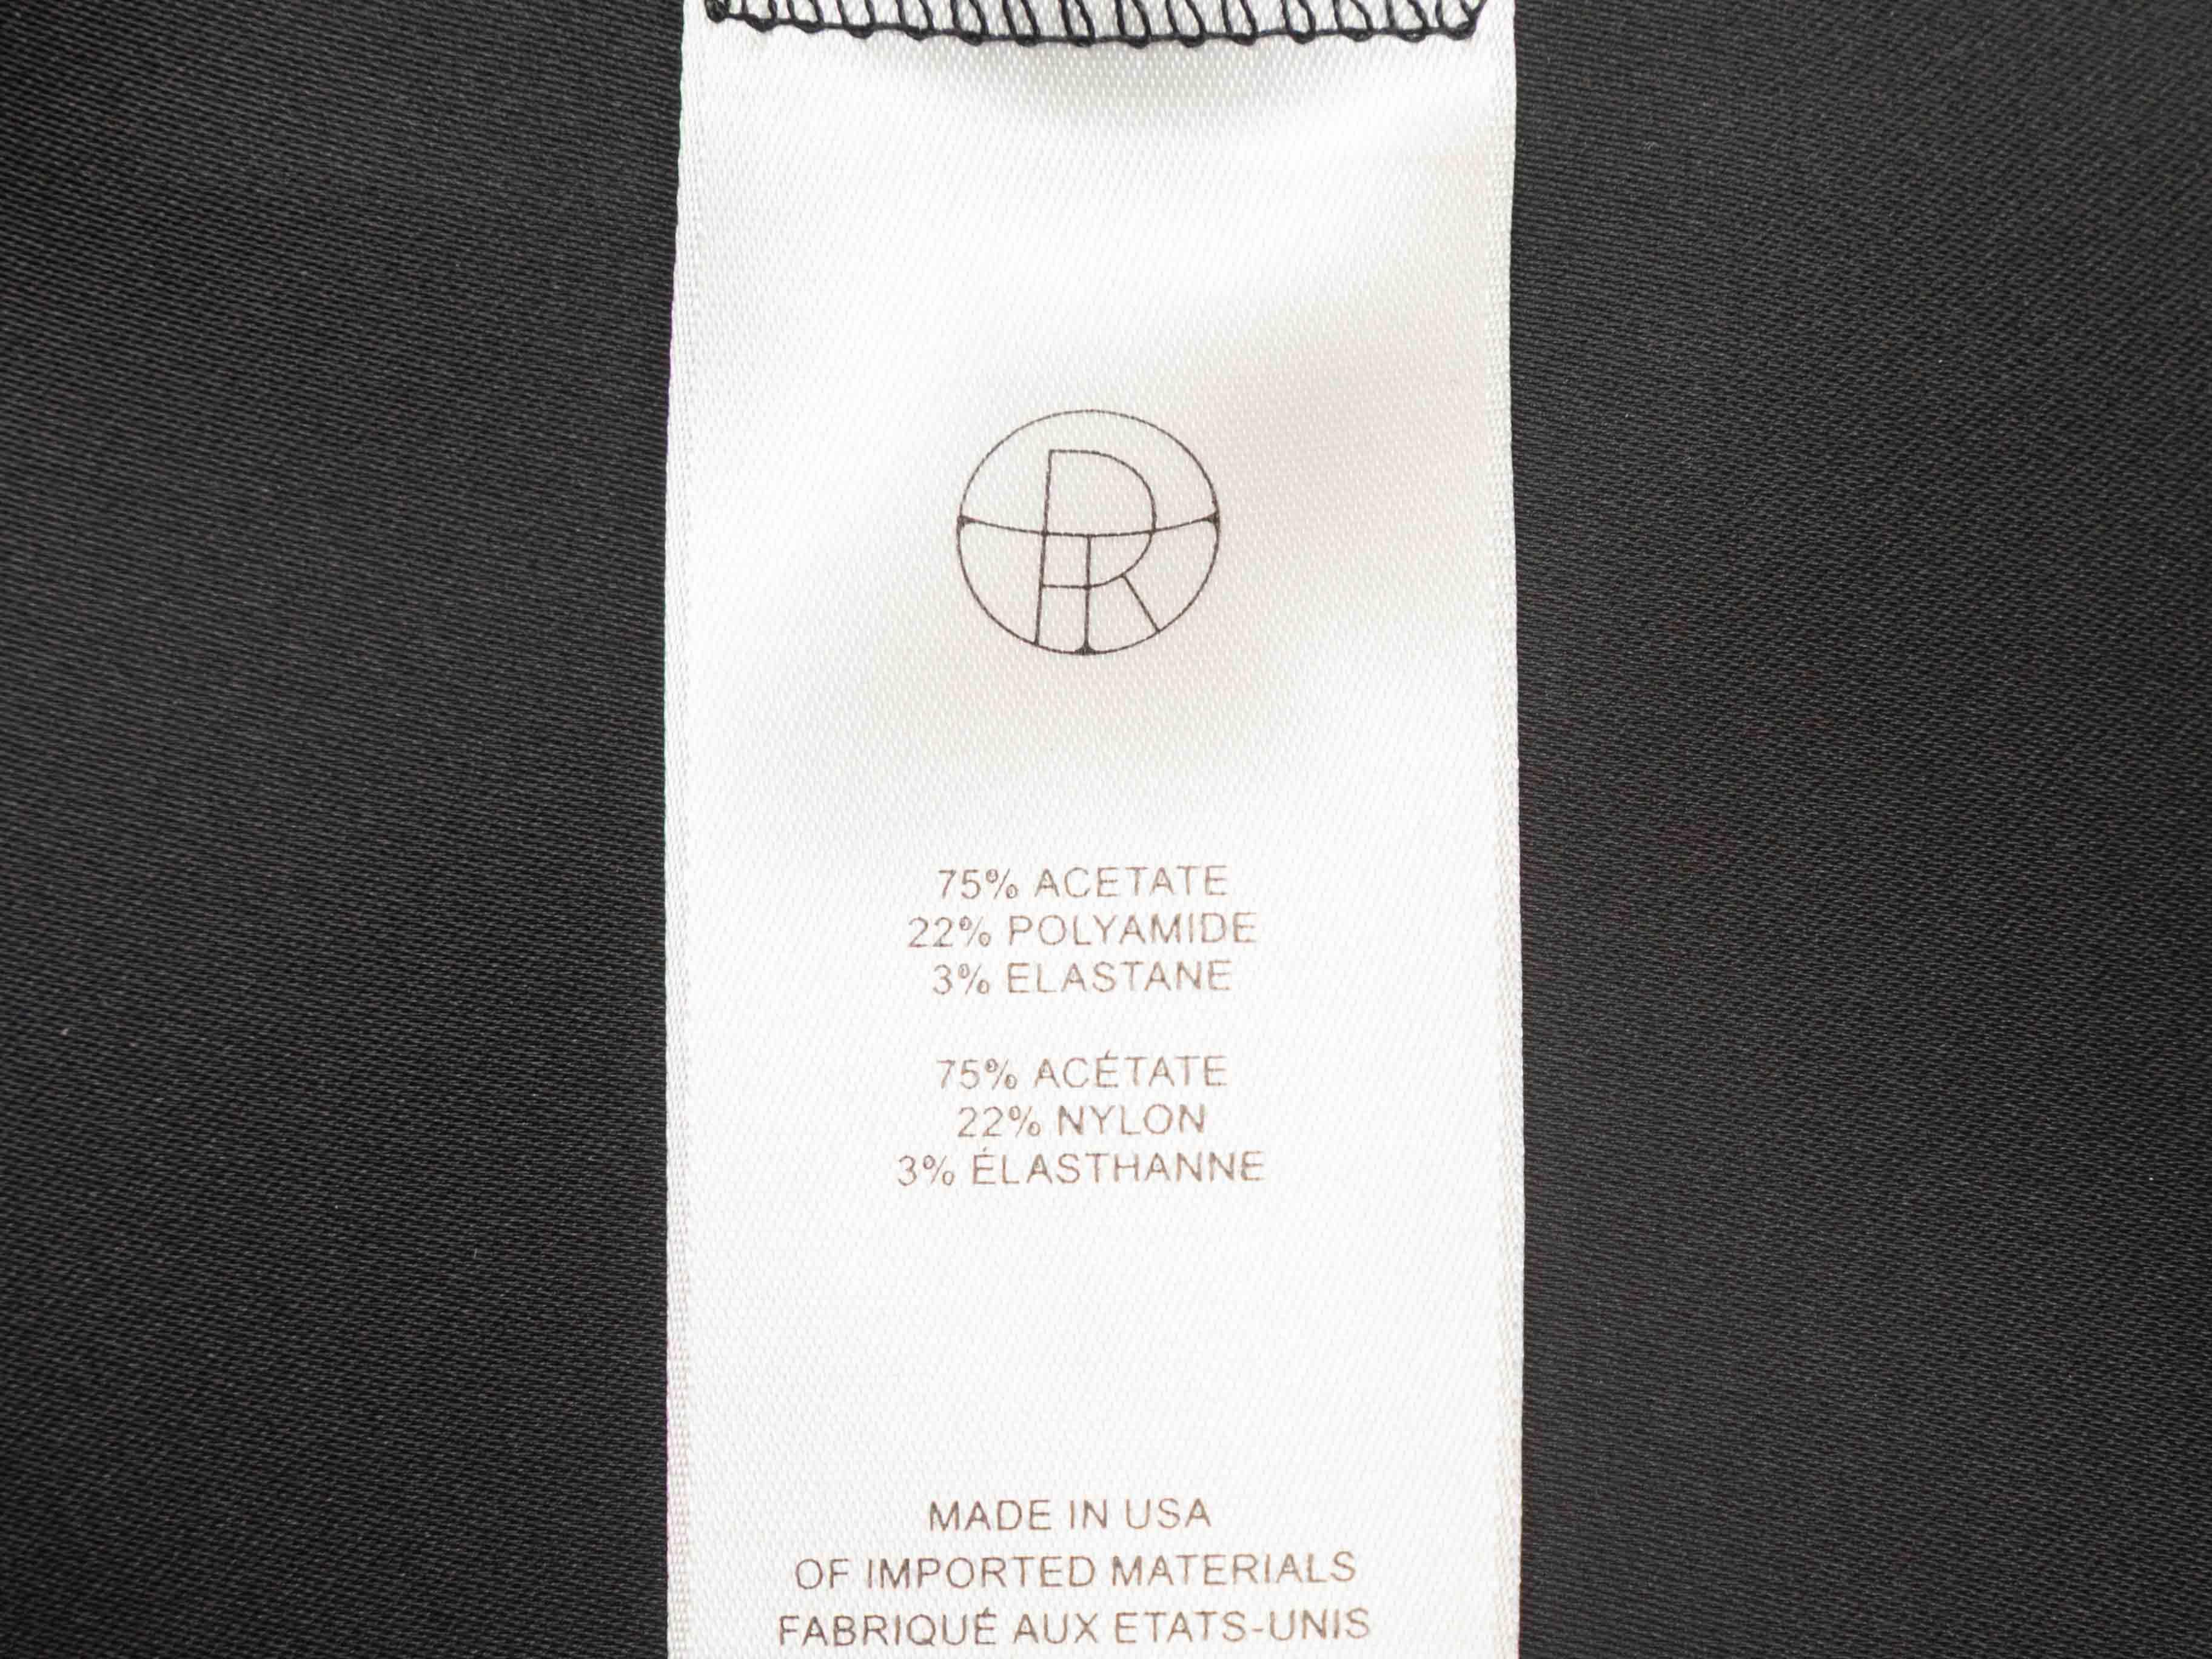 75% ACETATE
22% POLYAMIDE
3% ELASTANE
75% ACÉTATE
22% NYLON
3% ÉLASTHANNE
MADE IN USA
OF IMPORTED MATERIALS
FABRIQUÉ AUX ETATS-UNIS